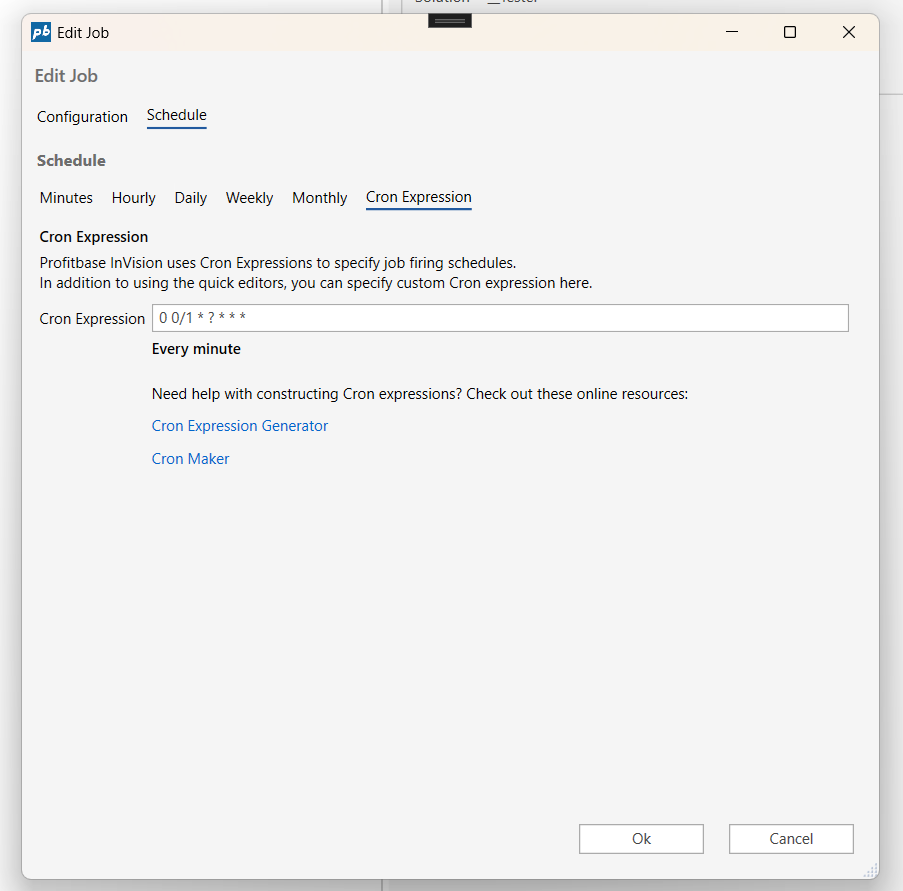 Solution __Tester
pb Edit Job
Edit Job
Configuration Schedule
Schedule
Minutes Hourly Daily Weekly Monthly Cron Expression
Cron Expression
Profitbase InVision uses Cron Expressions to specify job firing schedules.
In addition to using the quick editors, you can specify custom Cron expression here.
Cron Expression 0 0/1 * ? * * *
Every minute
Need help with constructing Cron expressions? Check out these online resources:
Cron Expression Generator
Cron Maker
Ok Cancel